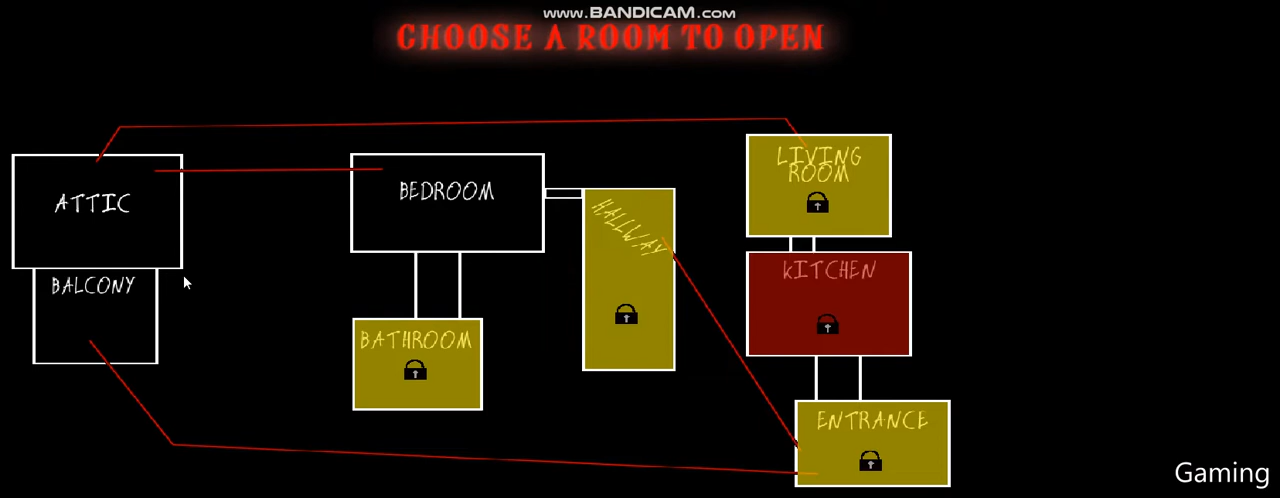 www.BANDICAM.com
CHOOSE A ROOM TO OPEN
LIVING
ROOM
ATTIC
BEDROOM
HALLWAY
BALCONY
KITCHEN
BATHROOM
ENTRANCE
Gaming